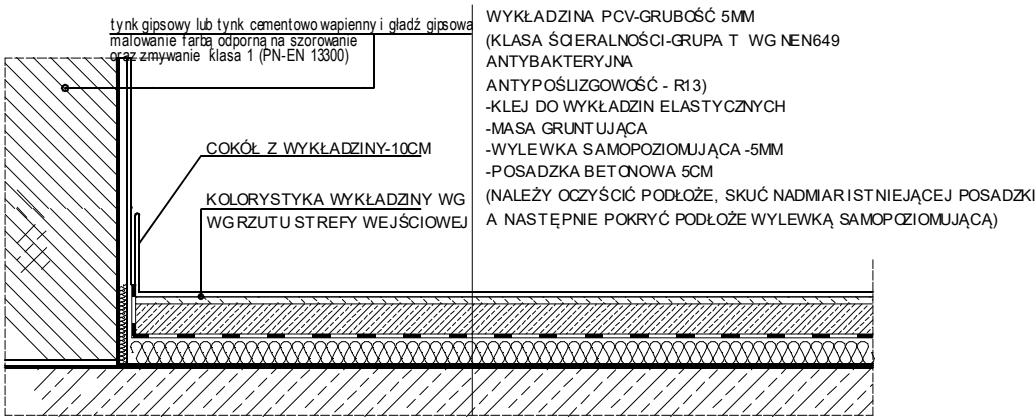 tynk gipsowy lub tynk cementowo wapienny i gładź gipsowa
malowanie farbą odporną na szorowanie
oraz zmywanie klasa 1 (PN-EN 13300)
COKÓŁ Z WYKŁADZINY-10CM
KOLORYSTYKA WYKŁADZINY WG
WG RZUTU STREFY WEJŚCIOWEJ
WYKŁADZINA PCV-GRUBOŚĆ 5MM
(KLASA ŚCIERALNOŚCI-GRUPA T WG NEN649
ANTYBAKTERYJNA
ANTYPOŚLIZGOWOŚĆ - R13)
-KLEJ DO WYKŁADZIN ELASTYCZNYCH
-MASA GRUNTUJĄCA
-WYLEWKA SAMOPOZIOMUJĄCA -5MM
-POSADZKA BETONOWA 5CM
(NALEŻY OCZYŚCIĆ PODŁOŻE, SKUĆ NADMIAR ISTNIEJĄCEJ POSADZKI
A NASTĘPNIE POKRYĆ PODŁOŻE WYLEWKĄ SAMOPOZIOMUJĄCĄ)